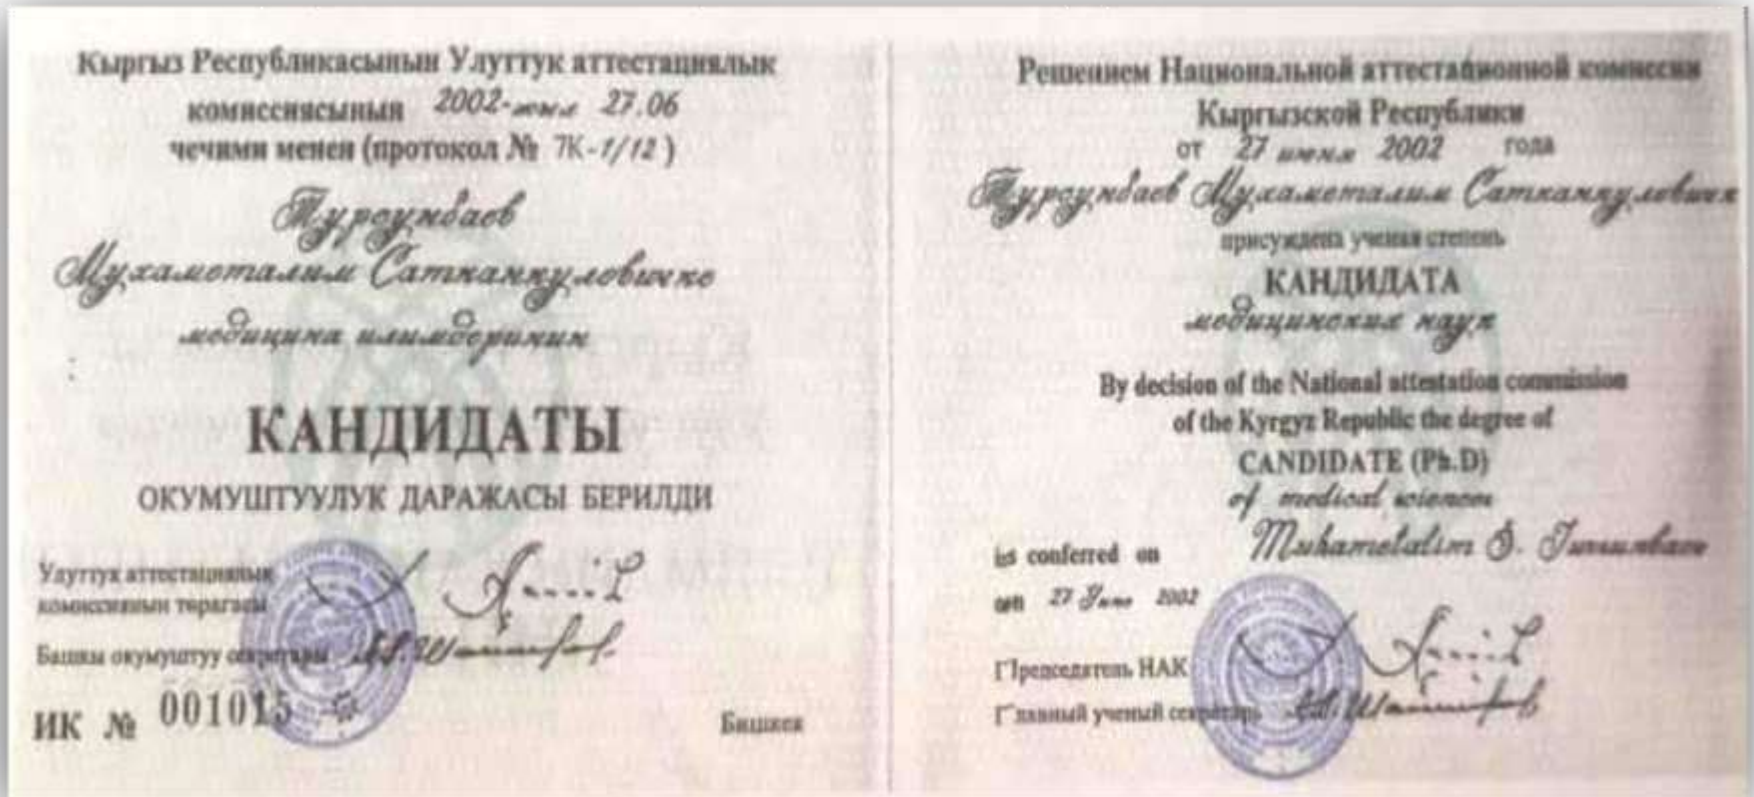 Кыргыз Республикасынын Улуттук аттестациялык
комиссиясынын 2002-жыл 27.06
чечими менен (протокол № 7К-1/12 )
Турсунбаев
Мухаметалим Сатканкуловичке
медицина илимдеринин
КАНДИДАТЫ
ОКУМУШТУУЛУК ДАРАЖАСЫ БЕРИЛДИ
Улуттук аттестациялык
комиссиянын төрагасы
Башкы окумуштуу секретары
ИК № 001015
Бишкек
Решением Национальной аттестационной комиссии
Кыргызской Республики
от 27 июня 2002 года
Турсунбаев Мухаметалим Сатканкулович
присуждена ученая степень
КАНДИДАТА
медицинских наук
By decision of the National attestation commission
of the Kyrgyz Republic the degree of
CANDIDATE (Ph.D)
of medical sciences
is conferred on Muhametalim S. Tursunbaev
on 27 June 2002
Председатель НАК
Главный ученый секретарь